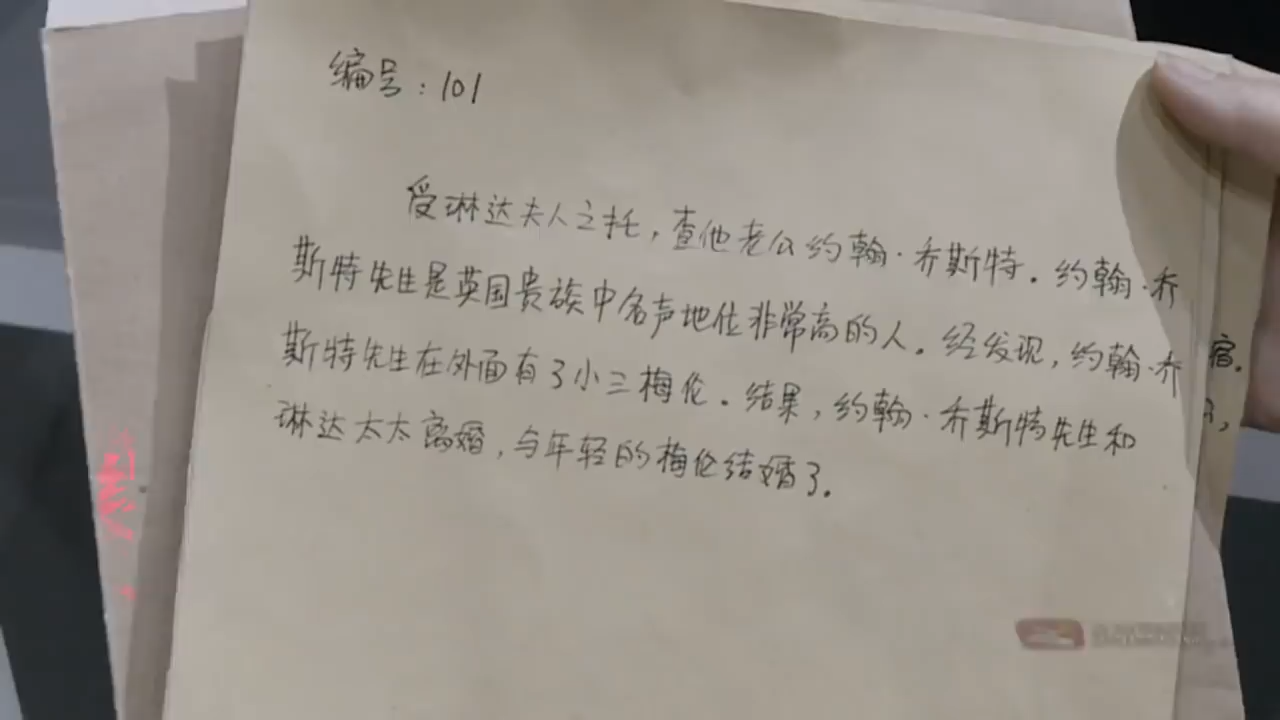 编号：101
受琳达夫人之托，查他老公约翰·乔斯特。约翰·乔
斯特先生是英国贵族中名声地位非常高的人。经发现，约翰·乔
斯特先生在外面有了小三梅伦。结果，约翰·乔斯特先生和
琳达太太离婚，与年轻的梅伦结婚了。
宿。